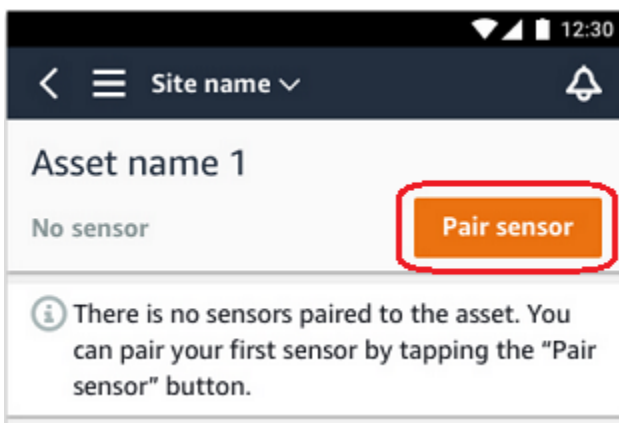 12:30
Site name
Asset name 1
No sensor
Pair sensor
There is no sensors paired to the asset. You
can pair your first sensor by tapping the “Pair
sensor” button.